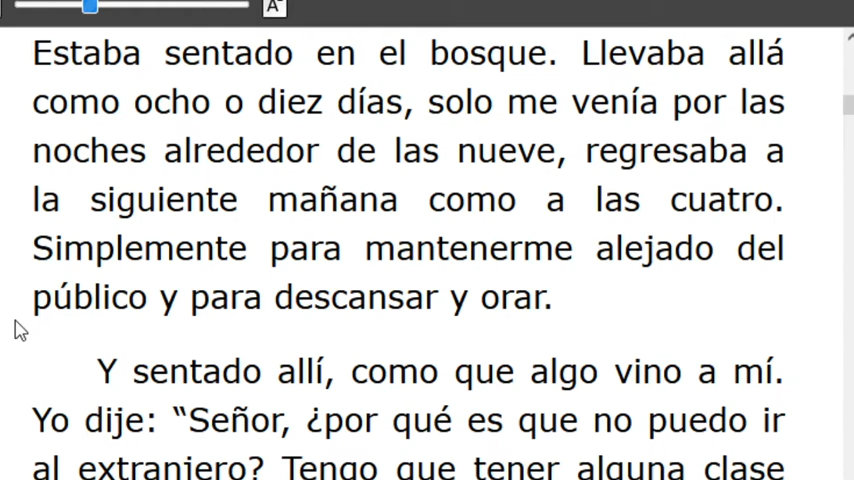 A
Estaba sentado en el bosque. Llevaba allá
como ocho o diez días, solo me venía por las
noches alrededor de las nueve, regresaba a
la siguiente mañana como a las cuatro.
Simplemente para mantenerme alejado del
público y para descansar y orar.
Y sentado allí, como que algo vino a mí.
Yo dije: “Señor, ¿por qué es que no puedo ir
al extranjero? Tengo que tener alguna clase